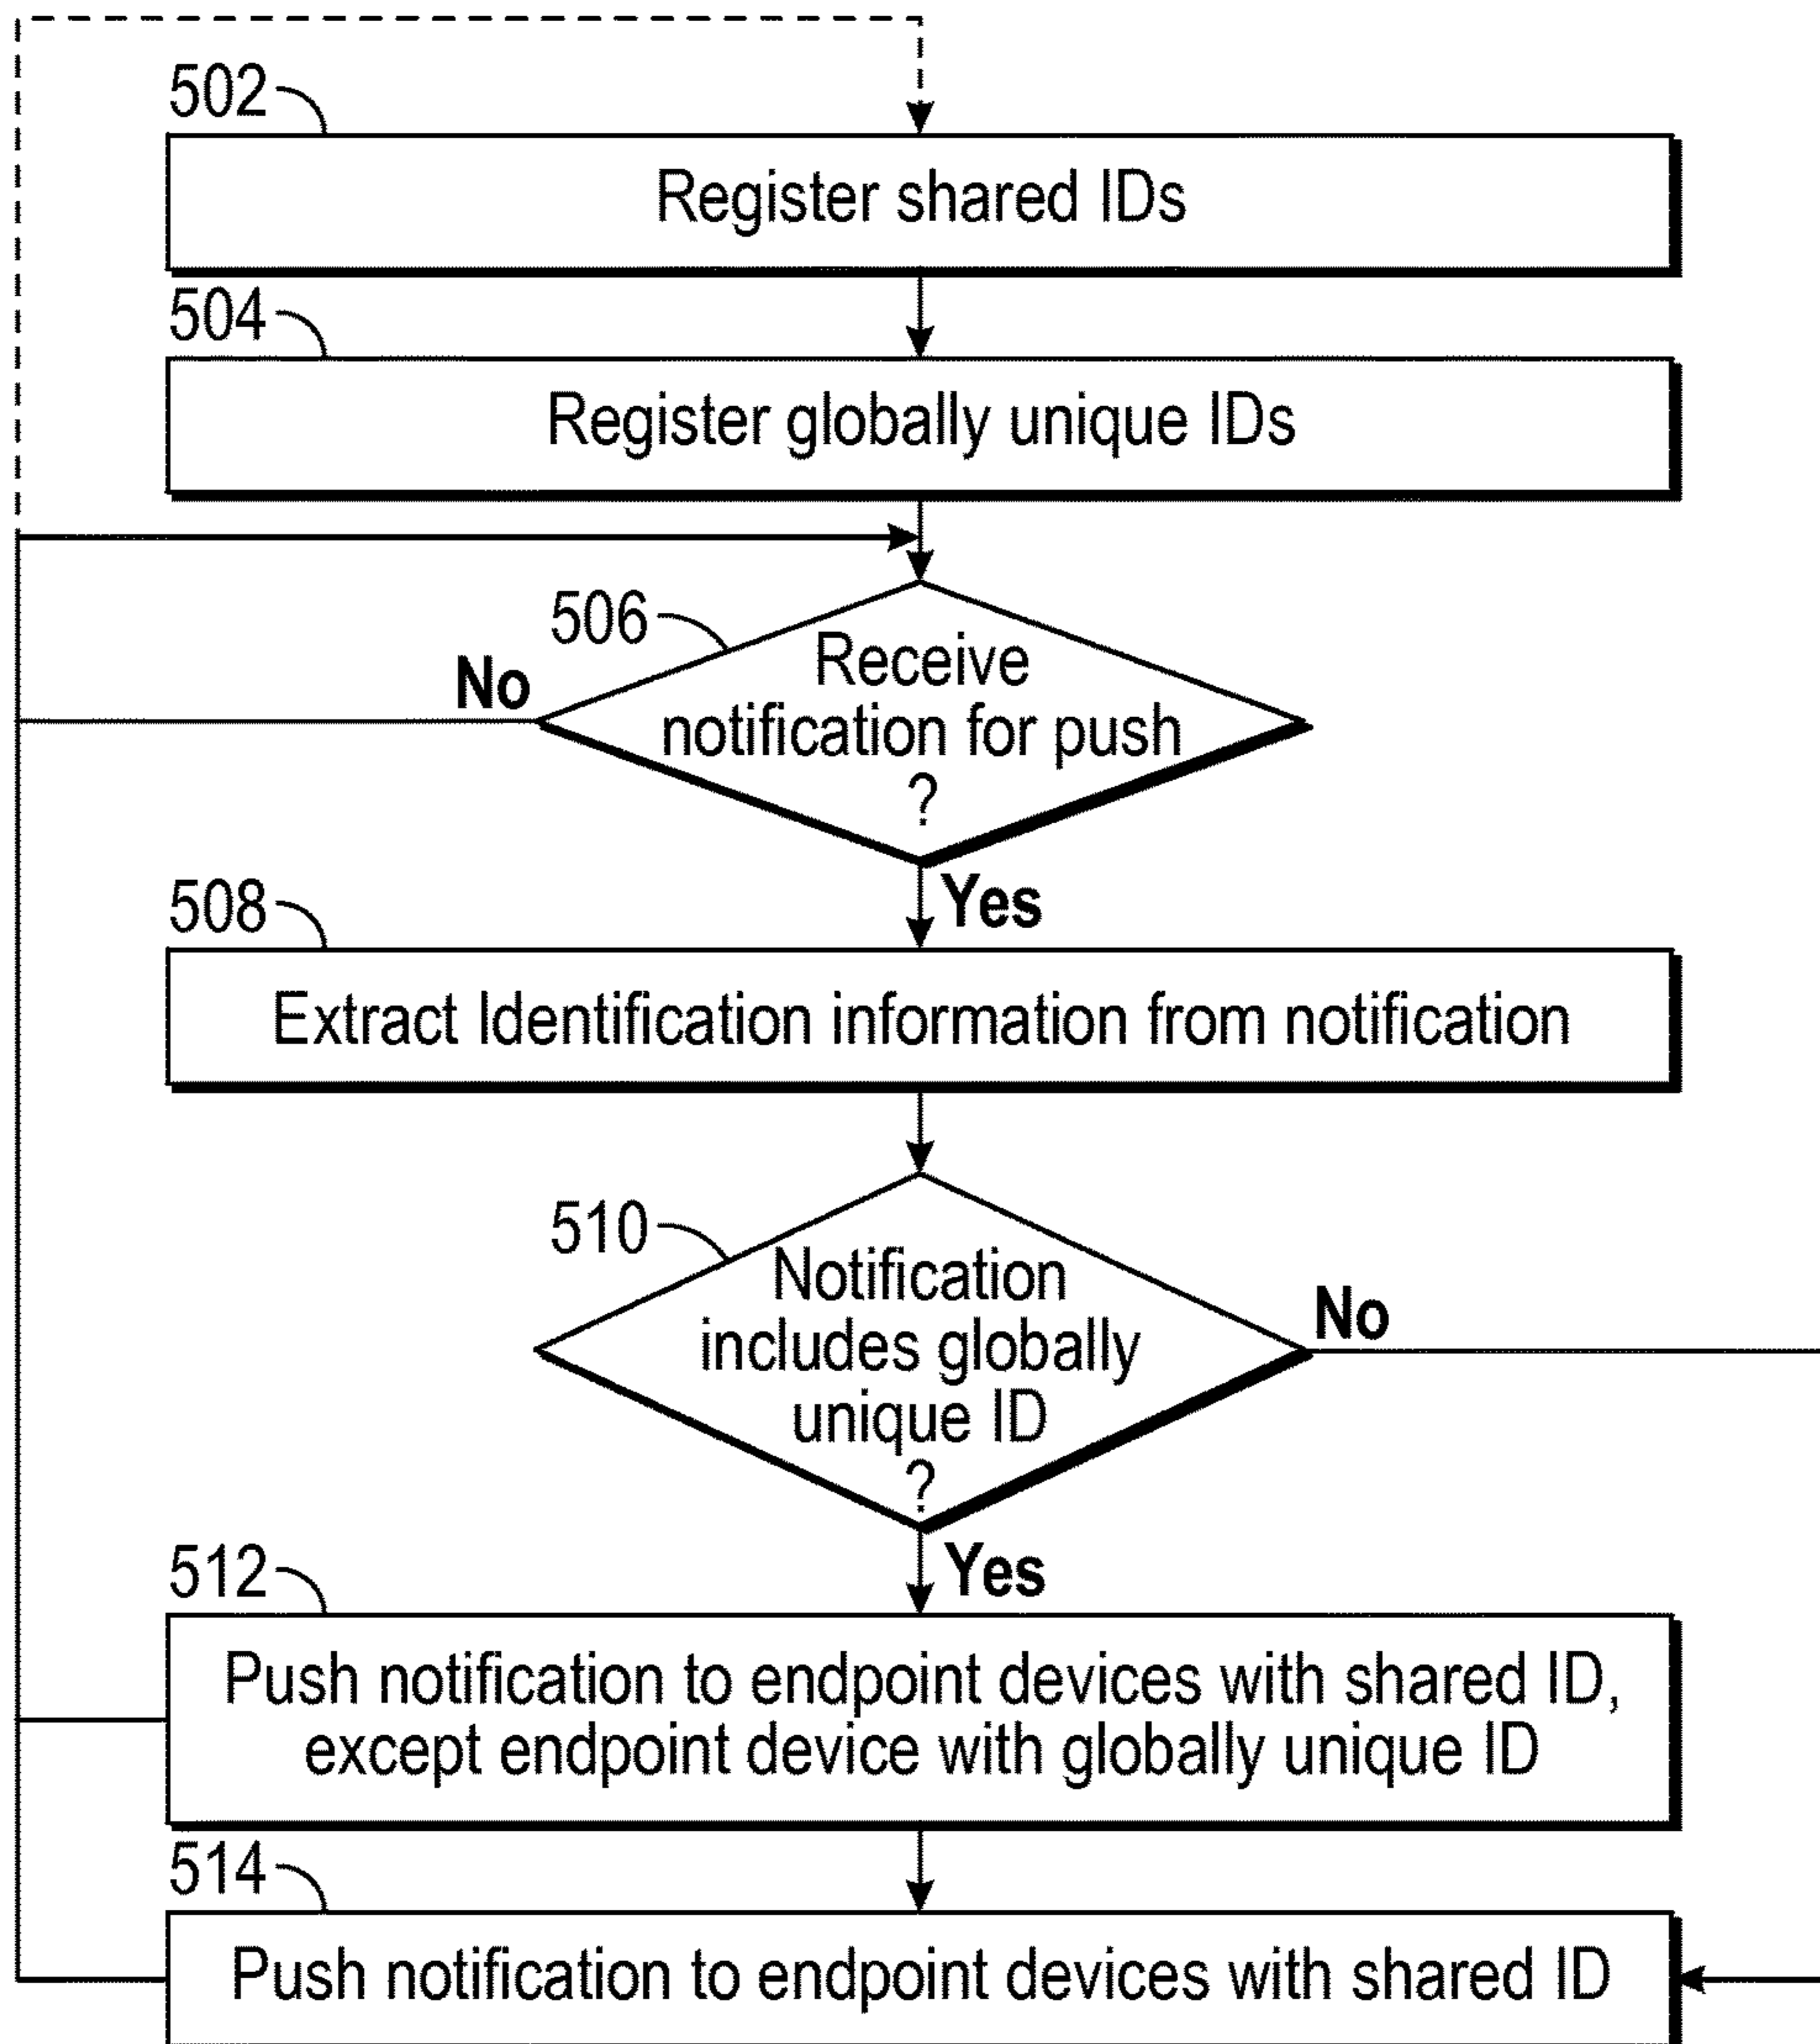 502
Register shared IDs
504
Register globally unique IDs
506
No
Receive
notification for push
?
Yes
508
Extract Identification information from notification
510
Notification
includes globally
unique ID
?
No
Yes
512
Push notification to endpoint devices with shared ID,
except endpoint device with globally unique ID
514
Push notification to endpoint devices with shared ID